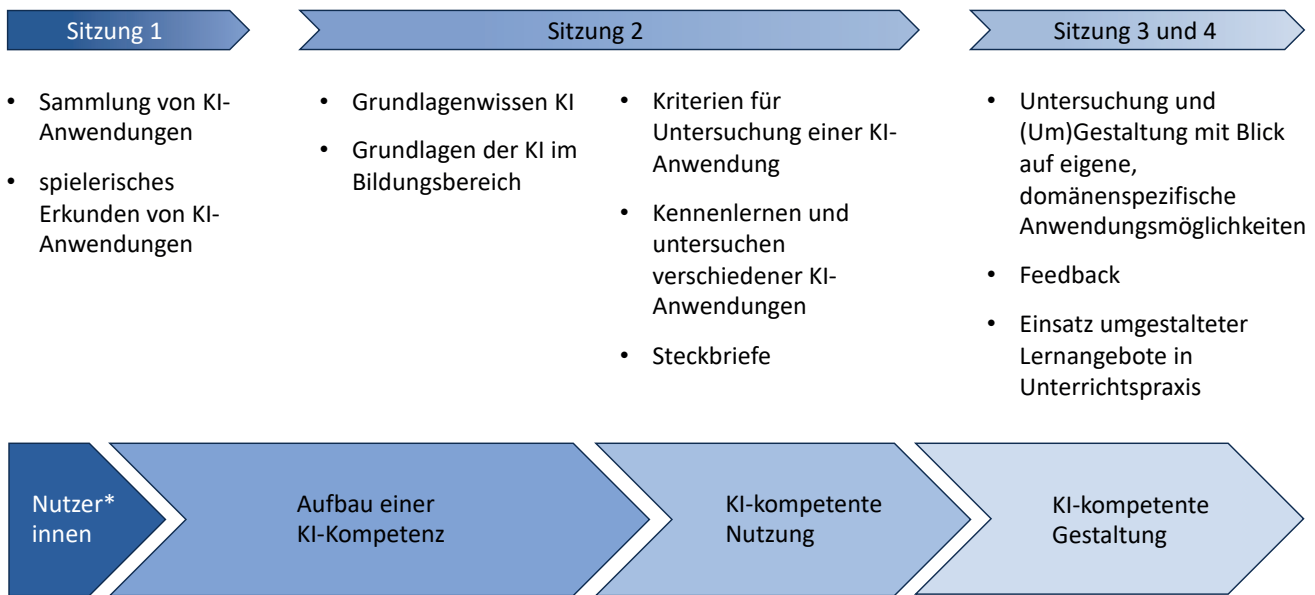 Sitzung 1
Sitzung 2
Sitzung 3 und 4
• Sammlung von KI-
Anwendungen
• spielerisches
Erkunden von KI-
Anwendungen
• Grundlagenwissen KI
• Grundlagen der KI im
Bildungsbereich
• Kriterien für
Untersuchung einer KI-
Anwendung
• Kennenlernen und
untersuchen
verschiedener KI-
Anwendungen
• Steckbriefe
• Untersuchung und
(Um)Gestaltung mit Blick
auf eigene,
domänenspezifische
Anwendungsmöglichkeiten
• Feedback
• Einsatz umgestalteter
Lernangebote in
Unterrichtspraxis
Nutzer*
innen
Aufbau einer
KI-Kompetenz
KI-kompetente
Nutzung
KI-kompetente
Gestaltung